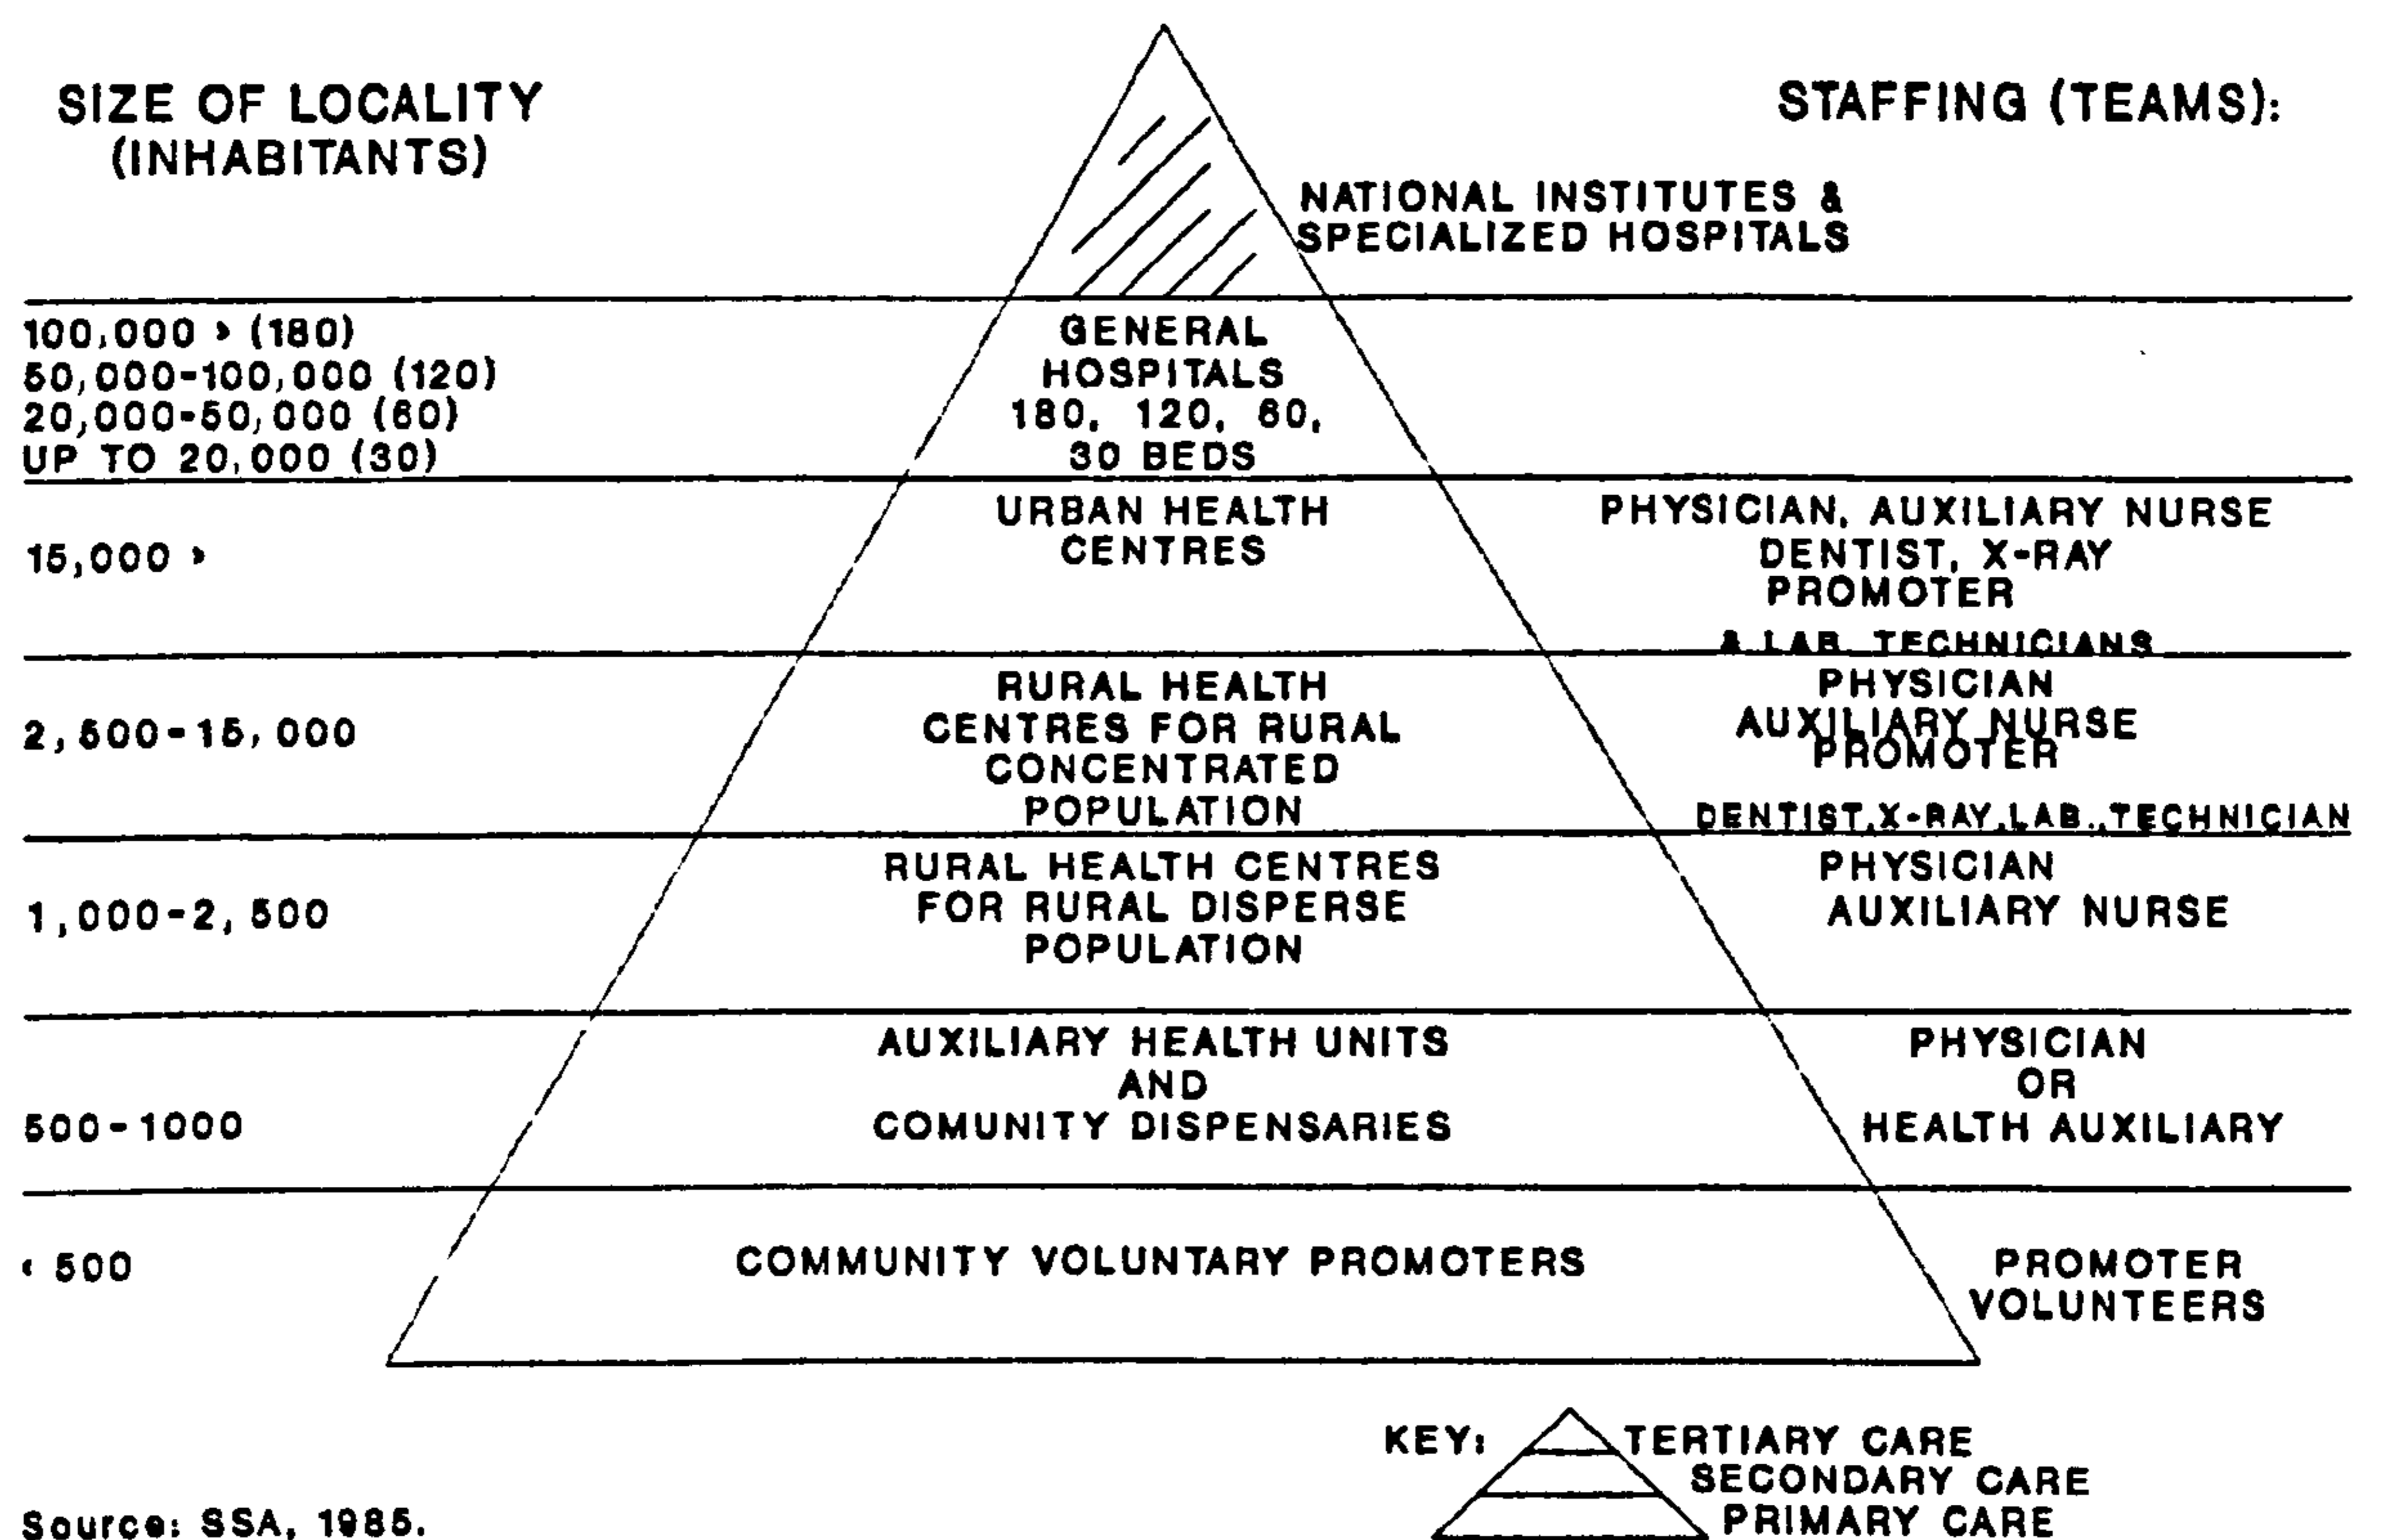 SIZE OF LOCALITY
(INHABITANTS)
STAFFING (TEAMS):
NATIONAL INSTITUTES &
SPECIALIZED HOSPITALS
100,000 > (180)
50,000-100,000 (120)
20,000-50,000 (60)
UP TO 20,000 (30)
GENERAL
HOSPITALS
180, 120, 60,
30 BEDS
15,000 >
URBAN HEALTH
CENTRES
PHYSICIAN, AUXILIARY NURSE
DENTIST, X-RAY
PROMOTER
& LAB. TECHNICIANS
2,500-15,000
RURAL HEALTH
CENTRES FOR RURAL
CONCENTRATED
POPULATION
PHYSICIAN
AUXILIARY NURSE
PROMOTER
DENTIST,X-RAY,LAB.,TECHNICIAN
1,000-2,500
RURAL HEALTH CENTRES
FOR RURAL DISPERSE
POPULATION
PHYSICIAN
AUXILIARY NURSE
500-1000
AUXILIARY HEALTH UNITS
AND
COMUNITY DISPENSARIES
PHYSICIAN
OR
HEALTH AUXILIARY
< 500
COMMUNITY VOLUNTARY PROMOTERS
PROMOTER
VOLUNTEERS
KEY:
TERTIARY CARE
SECONDARY CARE
PRIMARY CARE
Source: SSA, 1985.